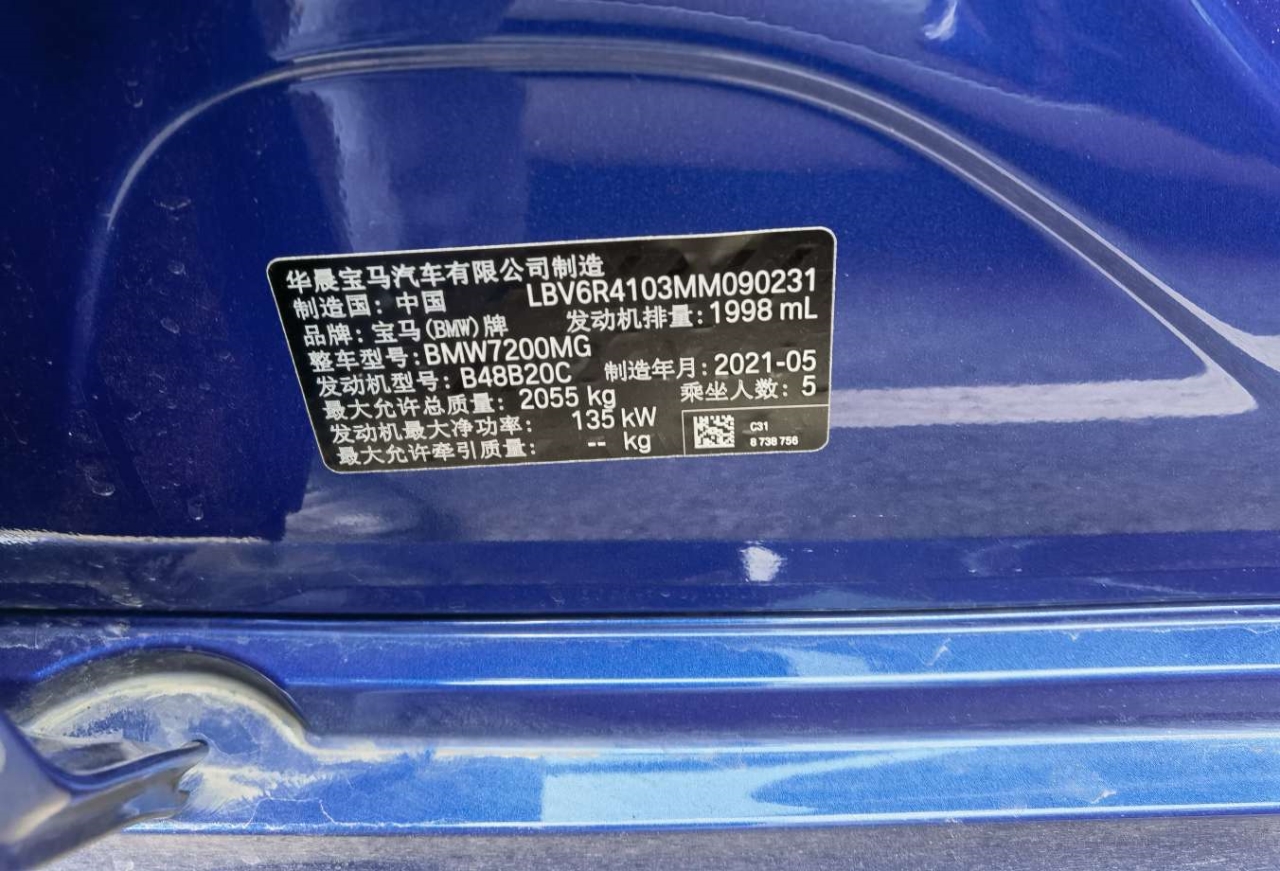 华晨宝马汽车有限公司制造
制造国：中国 LBV6R4103MM090231
品牌：宝马(BMW)牌 发动机排量：1998 mL
整车型号：BMW7200MG
发动机型号：B48B20C 制造年月：2021-05
最大允许总质量：2055 kg 乘坐人数：5
发动机最大净功率：135 kW
最大允许牵引质量：-- kg
C31
8 738 756